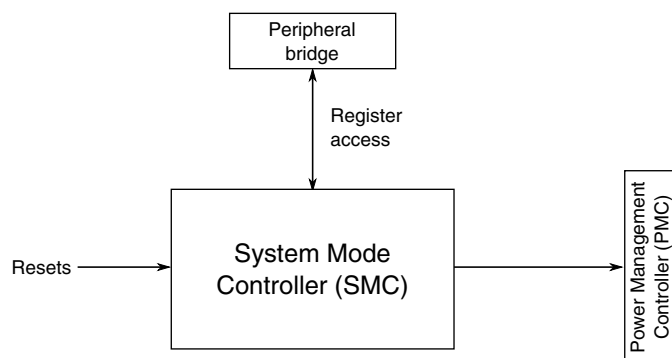 Peripheral
bridge
Register
access
Resets
System Mode
Controller (SMC)
Power Management
Controller (PMC)